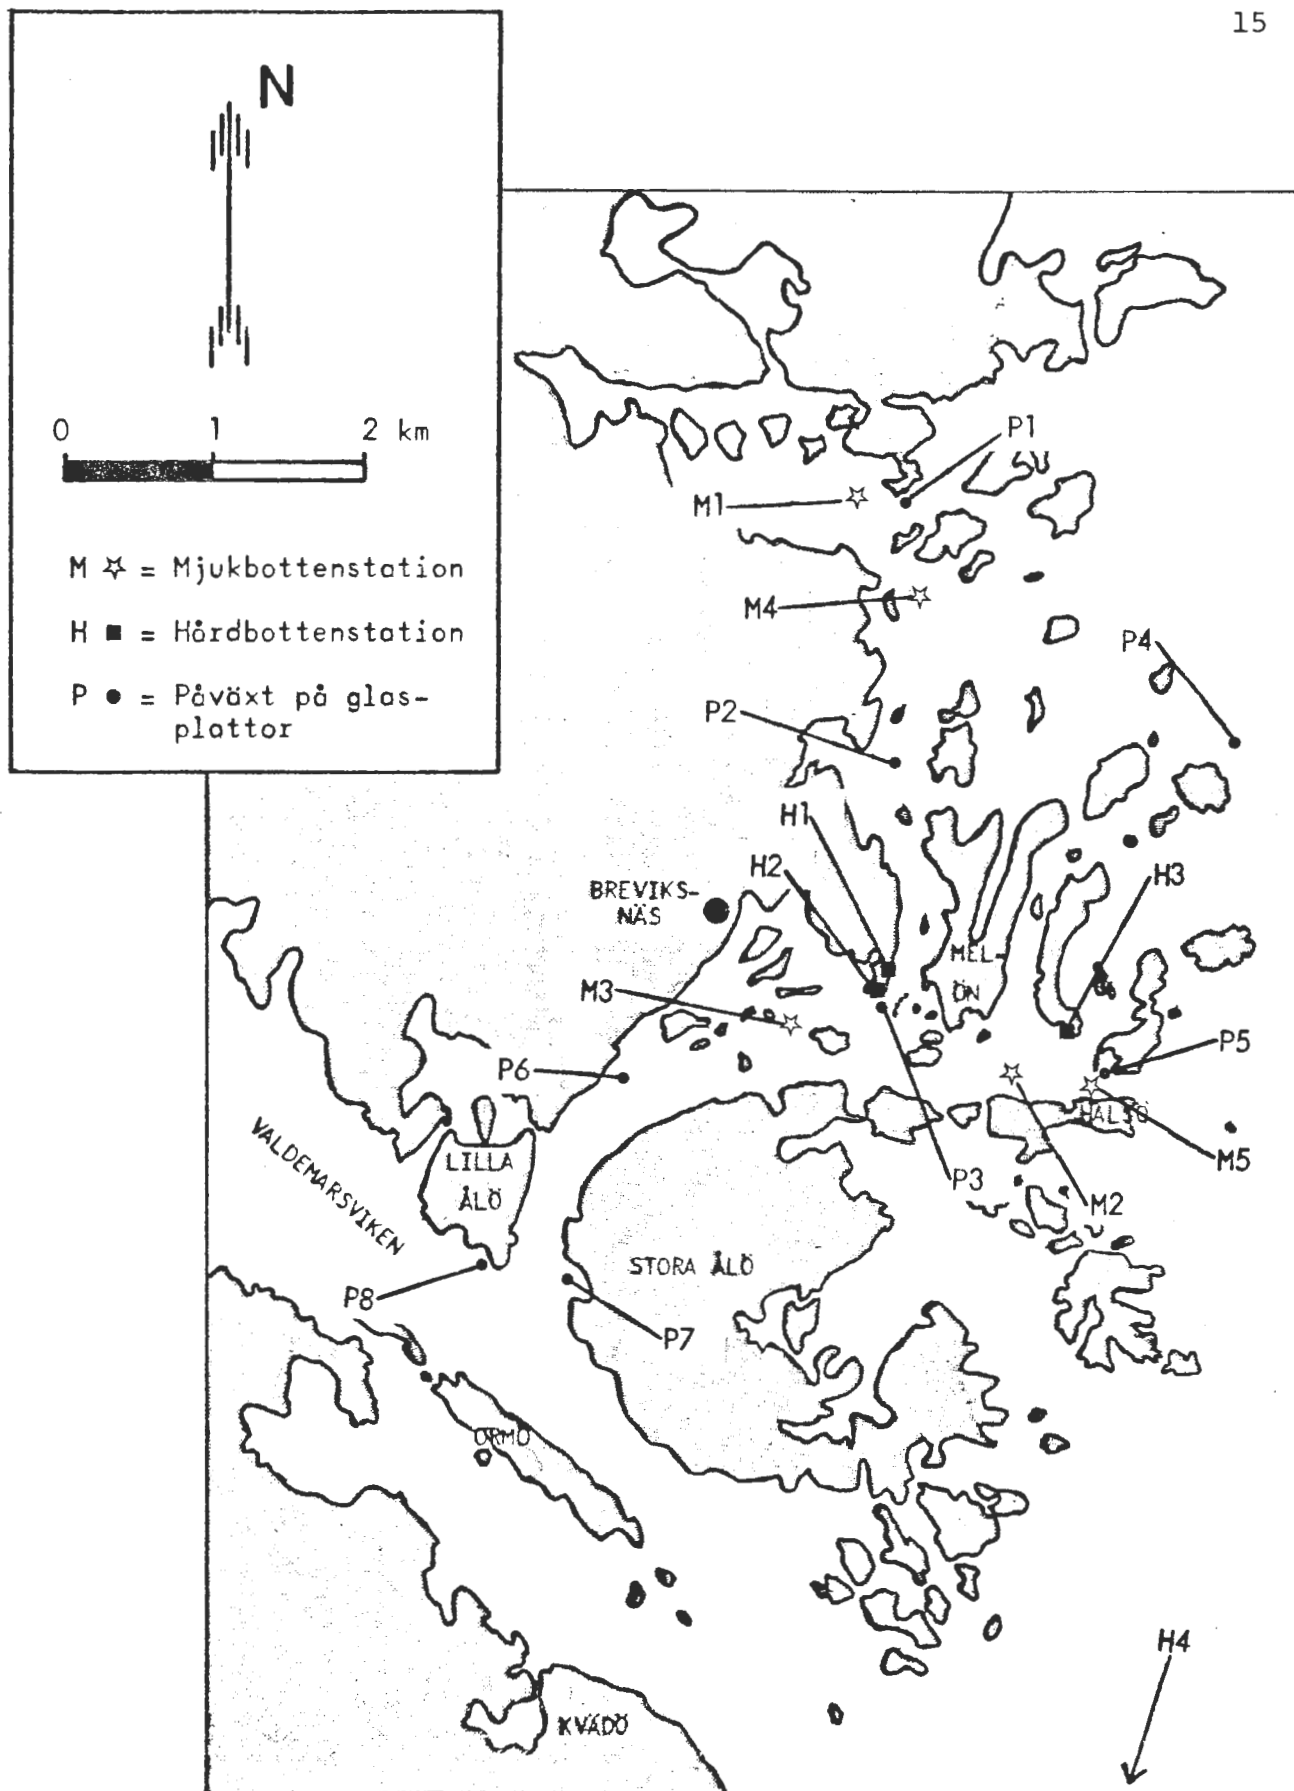 15
N
0 1 2 km
M ☆ = Mjukbottenstation
H ■ = Hårdbottenstation
P ● = Påväxt på glas-
plattor
P1
M1
M4
P4
P2
H1
H2
H3
BREVIKS-
NÄS
MEL-
ÖN
M3
P5
P6
HALSÖ
VALDEMARSVIKEN
LILLA
ÅLÖ
M5
P3
M2
STORA ÅLÖ
P8
P7
ORMÖ
H4
KVÄDÖ